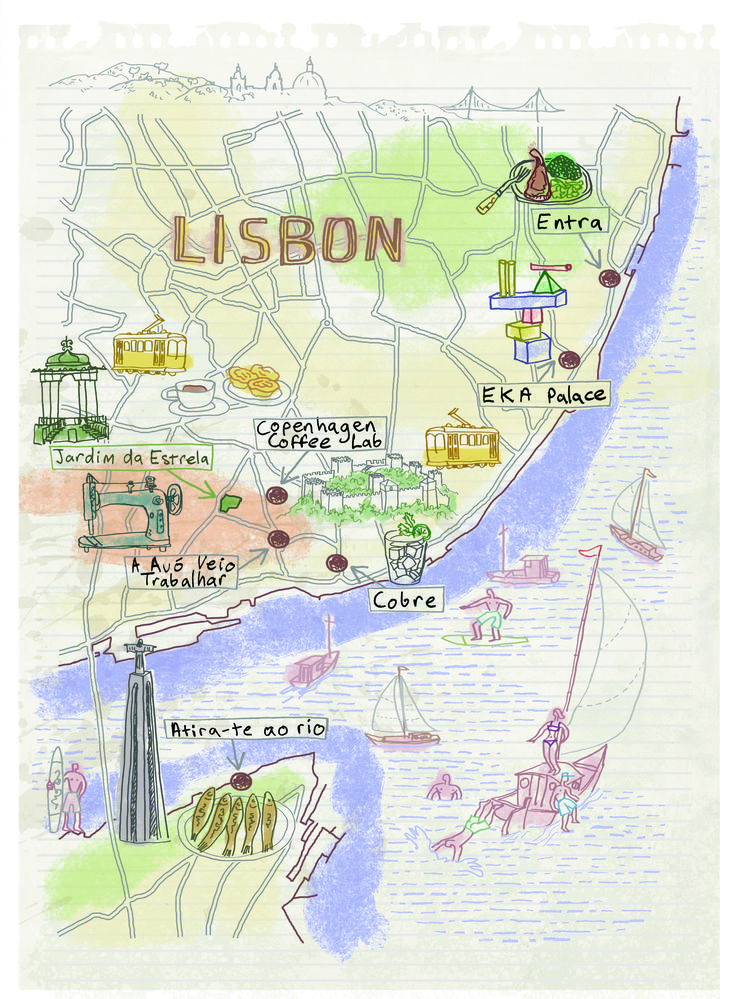 LISBON
Entra
EKA Palace
Copenhagen
Coffee Lab
Jardim da Estrela
A Avó Veio
Trabalhar
Cobre
Atira-te ao rio